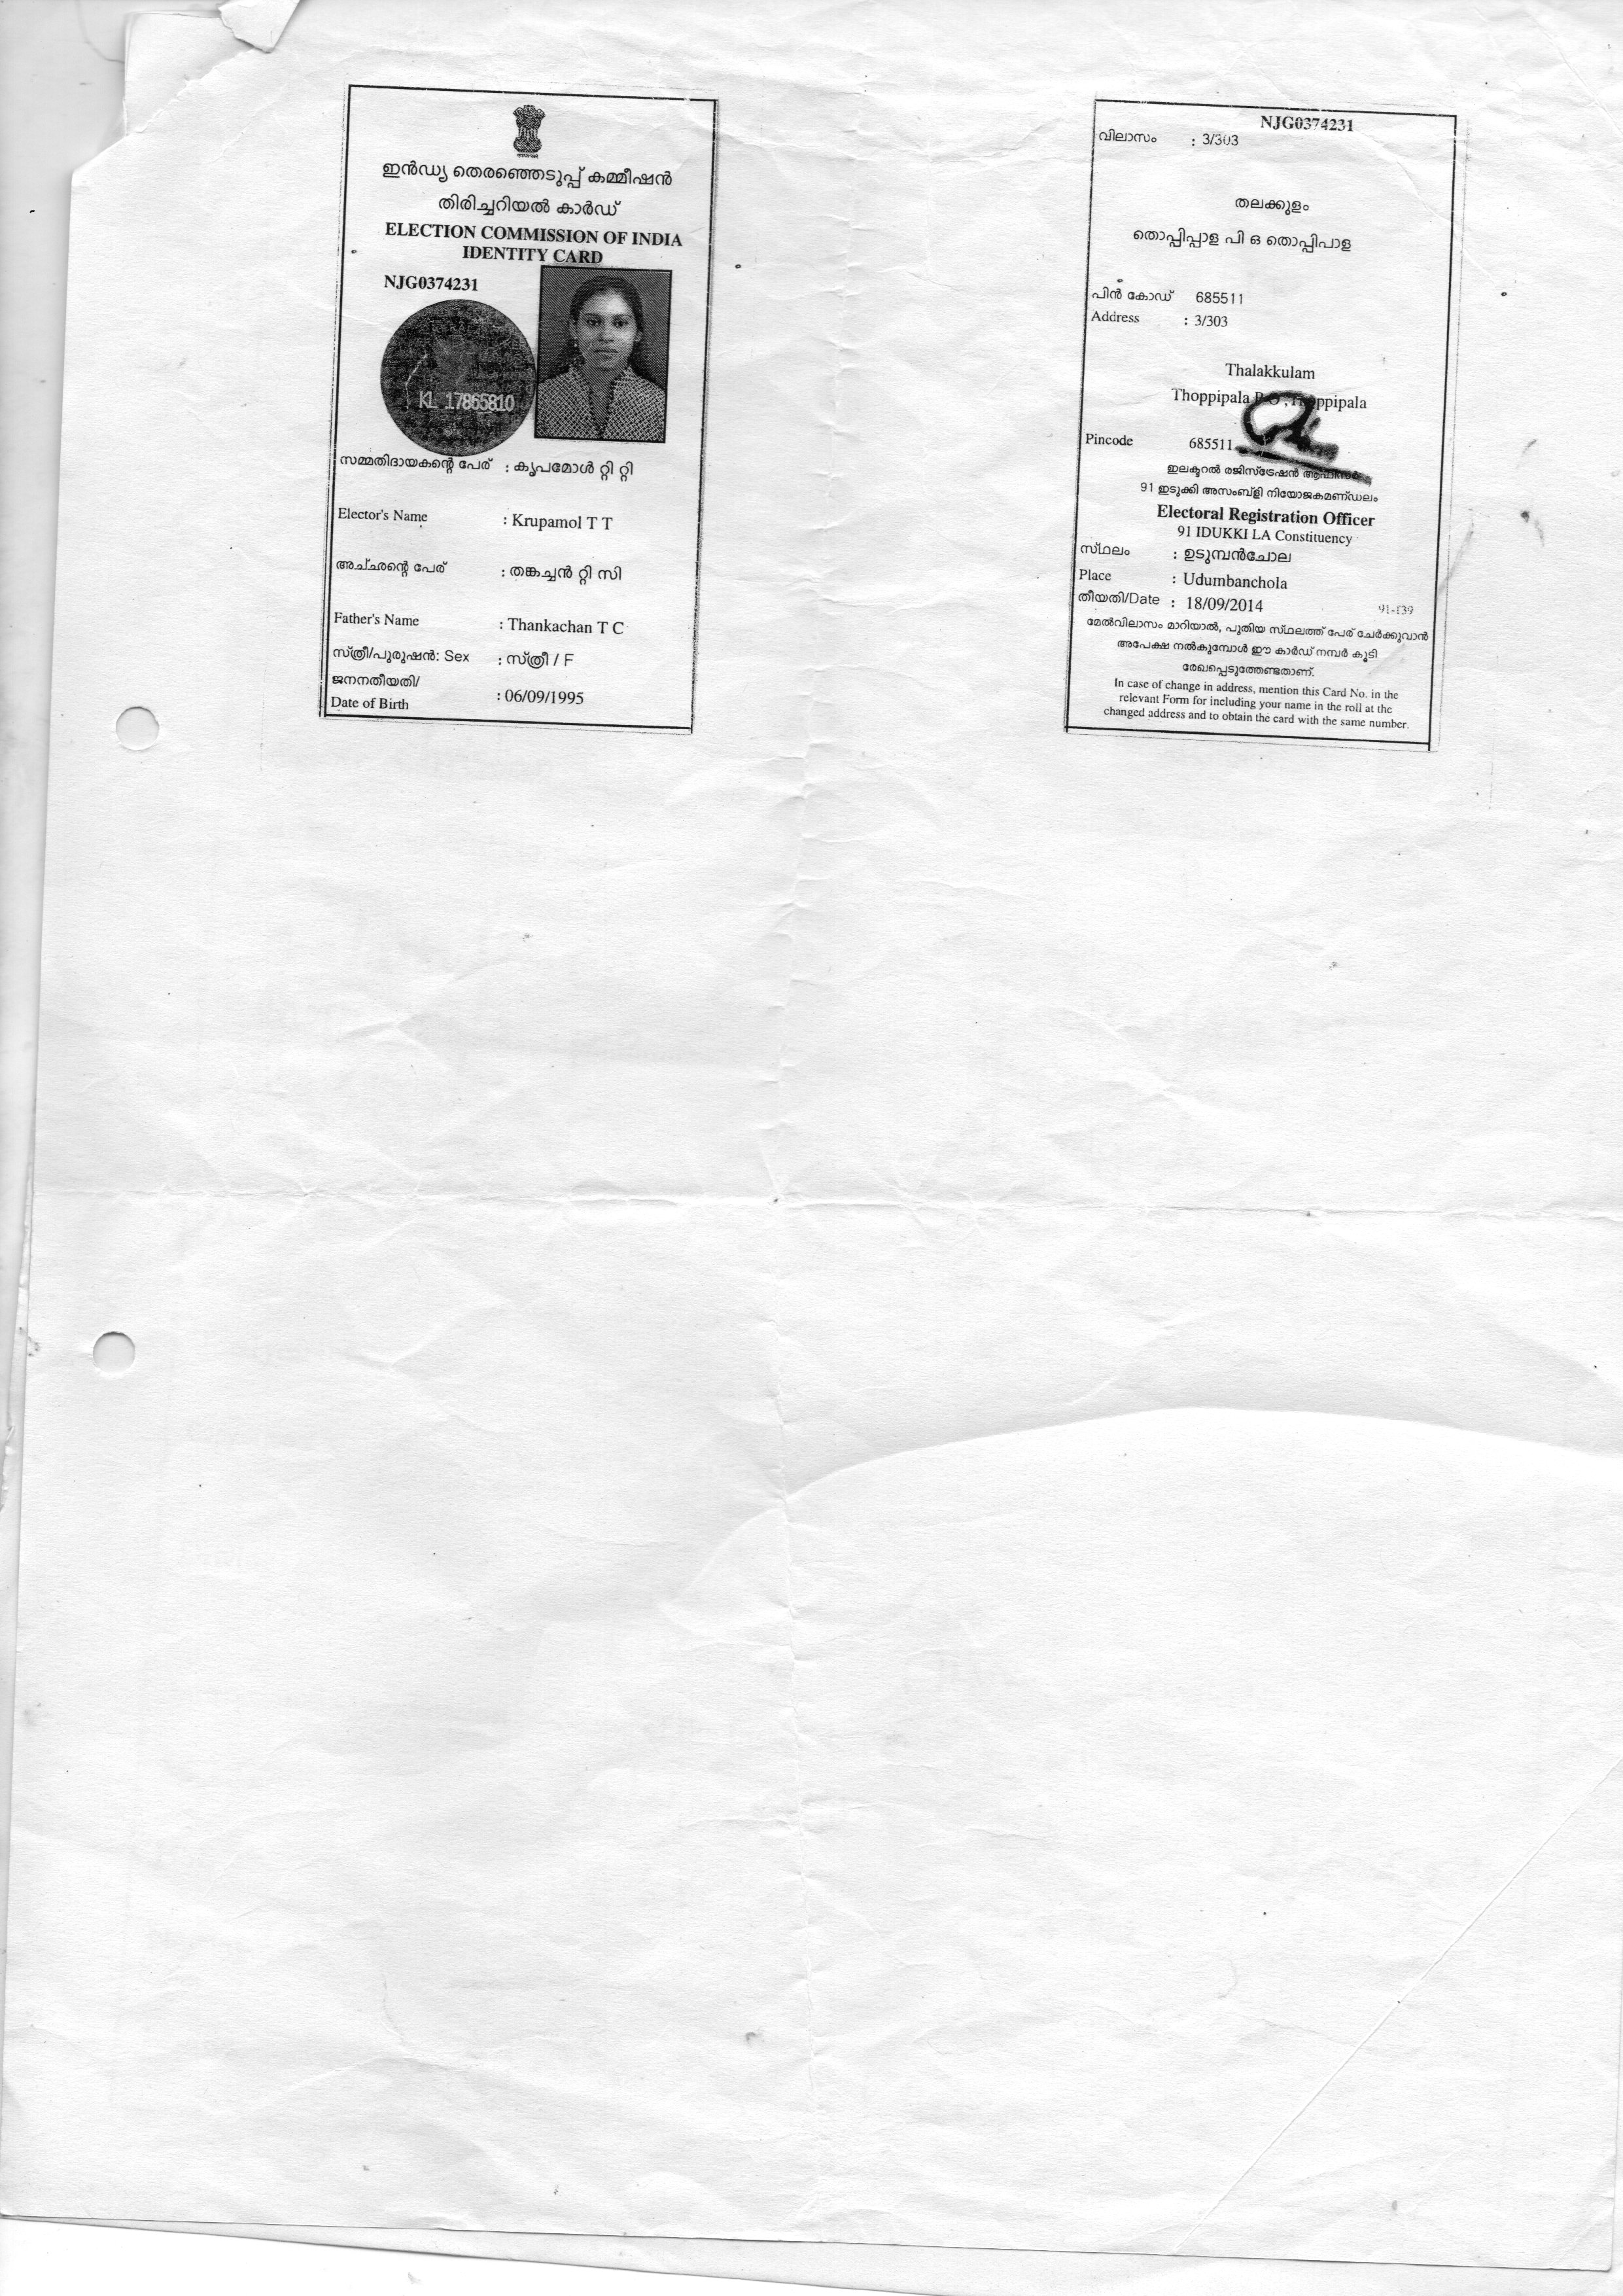 ഇൻഡ്യ തെരഞ്ഞെടുപ്പ് കമ്മീഷൻ
തിരിച്ചറിയൽ കാർഡ്
ELECTION COMMISSION OF INDIA
IDENTITY CARD
NJG0374231
KL 17865810
സമ്മതിദായകന്റെ പേര് : കൃപമോൾ റ്റി റ്റി
Elector's Name : Krupamol T T
അച്ഛന്റെ പേര് : തങ്കച്ചൻ റ്റി സി
Father's Name : Thankachan T C
സ്ത്രീ/പുരുഷൻ: Sex : സ്ത്രീ / F
ജനനതീയതി/
Date of Birth : 06/09/1995
NJG0374231
വിലാസം : 3/303
തലക്കുളം
തൊപ്പിപ്പാള പി ഒ തൊപ്പിപാള
പിൻ കോഡ് 685511
Address : 3/303
Thalakkulam
Thoppipala P O , Thoppipala
Pincode 685511
ഇലക്ടറൽ രജിസ്ട്രേഷൻ ആഫീസർ
91 ഇടുക്കി അസംബ്ളി നിയോജകമണ്ഡലം
Electoral Registration Officer
91 IDUKKI LA Constituency
സ്ഥലം : ഉടുമ്പൻചോല
Place : Udumbanchola
തീയതി/Date : 18/09/2014
91-139
മേൽവിലാസം മാറിയാൽ, പുതിയ സ്ഥലത്ത് പേര് ചേർക്കുവാൻ
അപേക്ഷ നൽകുമ്പോൾ ഈ കാർഡ് നമ്പർ കൂടി
രേഖപ്പെടുത്തേണ്ടതാണ്.
In case of change in address, mention this Card No. in the
relevant Form for including your name in the roll at the
changed address and to obtain the card with the same number.